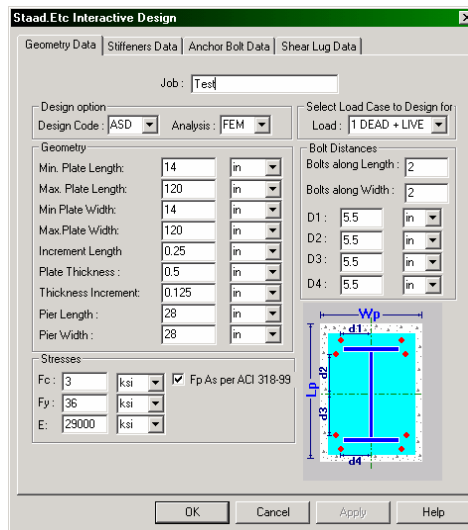 Staad.Etc Interactive Design
Geometry Data Stiffeners Data Anchor Bolt Data Shear Lug Data
Job : Test
Design option
Design Code : ASD Analysis : FEM
Select Load Case to Design for
Load : 1 DEAD + LIVE
Geometry
Min. Plate Length: 14 in
Max. Plate Length: 120 in
Min Plate Width: 14 in
Max.Plate Width: 120 in
Increment Length 0.25 in
Plate Thickness : 0.5 in
Thickness Increment: 0.125 in
Pier Length : 28 in
Pier Width : 28 in
Bolt Distances
Bolts along Length : 2
Bolts along Width : 2
D1 : 5.5 in
D2 : 5.5 in
D3 : 5.5 in
D4 : 5.5 in
Stresses
Fc : 3 ksi Fp As per ACI 318-99
Fy : 36 ksi
E: 29000 ksi
Wp
d1
d2
Lp
d3
d4
OK Cancel Apply Help